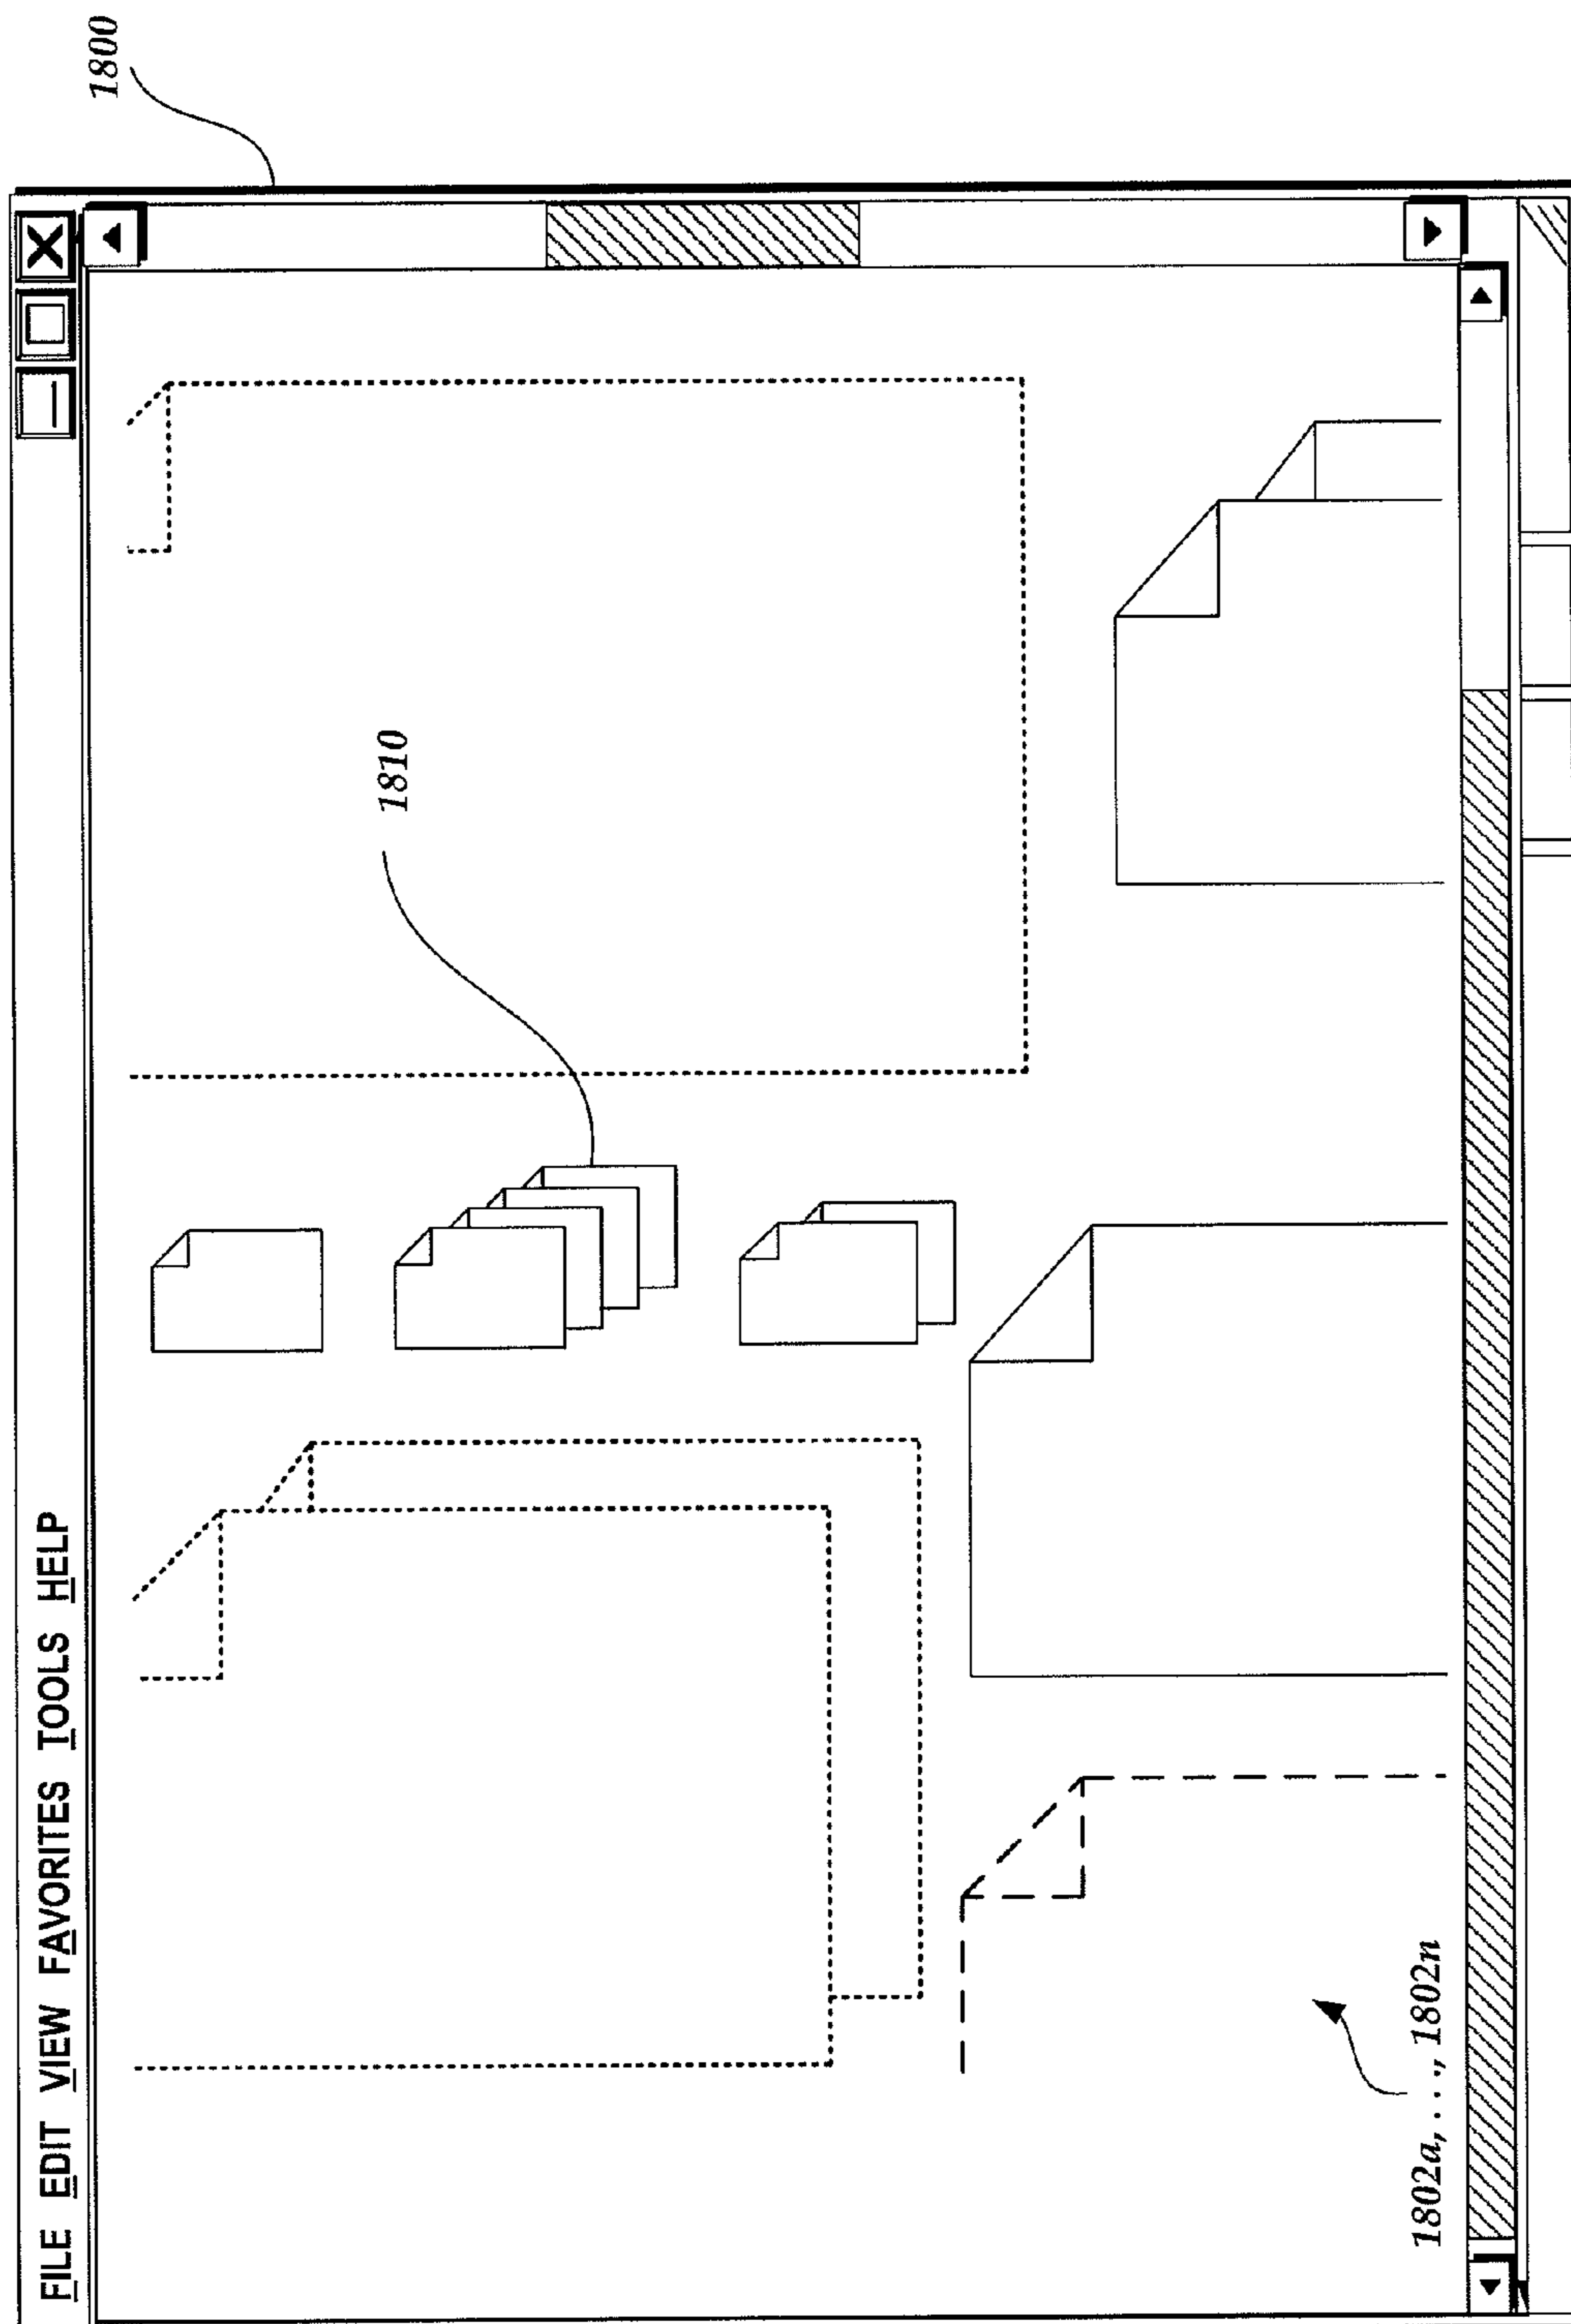 1800
FILE EDIT VIEW FAVORITES TOOLS HELP
1810
1802a, . . ., 1802n